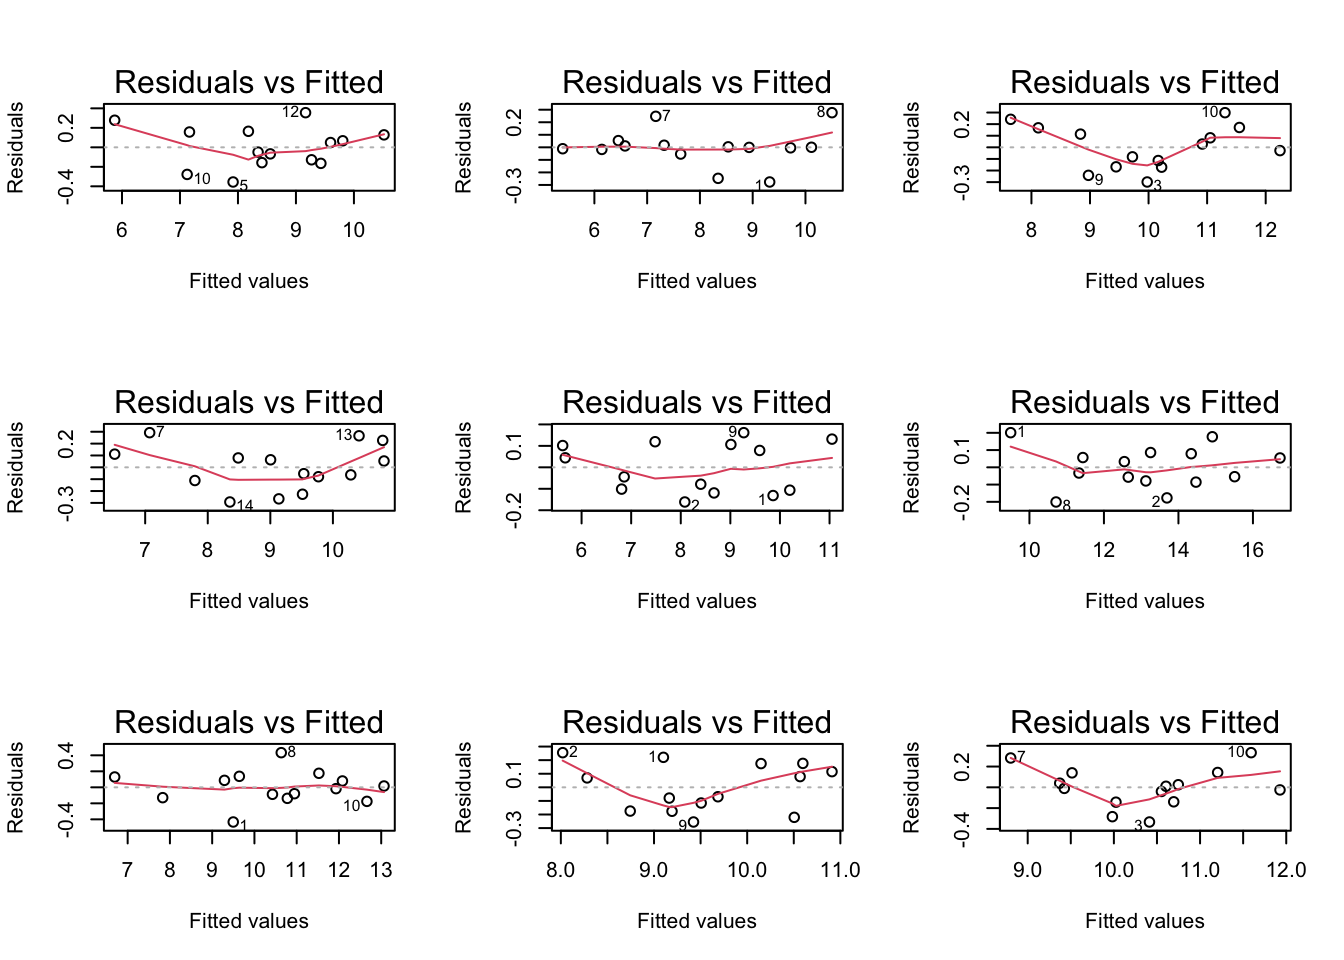 Residuals vs Fitted
Residuals
0.2
-0.4
12
10
5
6 7 8 9 10
Fitted values
Residuals vs Fitted
Residuals
0.2
-0.3
7
8
1
6 7 8 9 10
Fitted values
Residuals vs Fitted
Residuals
0.2
-0.3
10
9
3
8 9 10 11 12
Fitted values
Residuals vs Fitted
Residuals
0.2
-0.3
7
13
14
7 8 9 10
Fitted values
Residuals vs Fitted
Residuals
0.1
-0.2
9
2
1
6 7 8 9 10 11
Fitted values
Residuals vs Fitted
Residuals
0.1
-0.2
1
8
2
10 12 14 16
Fitted values
Residuals vs Fitted
Residuals
0.4
-0.4
8
10
1
7 8 9 10 11 12 13
Fitted values
Residuals vs Fitted
Residuals
0.1
-0.3
2
1
9
8.0 9.0 10.0 11.0
Fitted values
Residuals vs Fitted
Residuals
0.2
-0.4
7
10
3
9.0 10.0 11.0 12.0
Fitted values